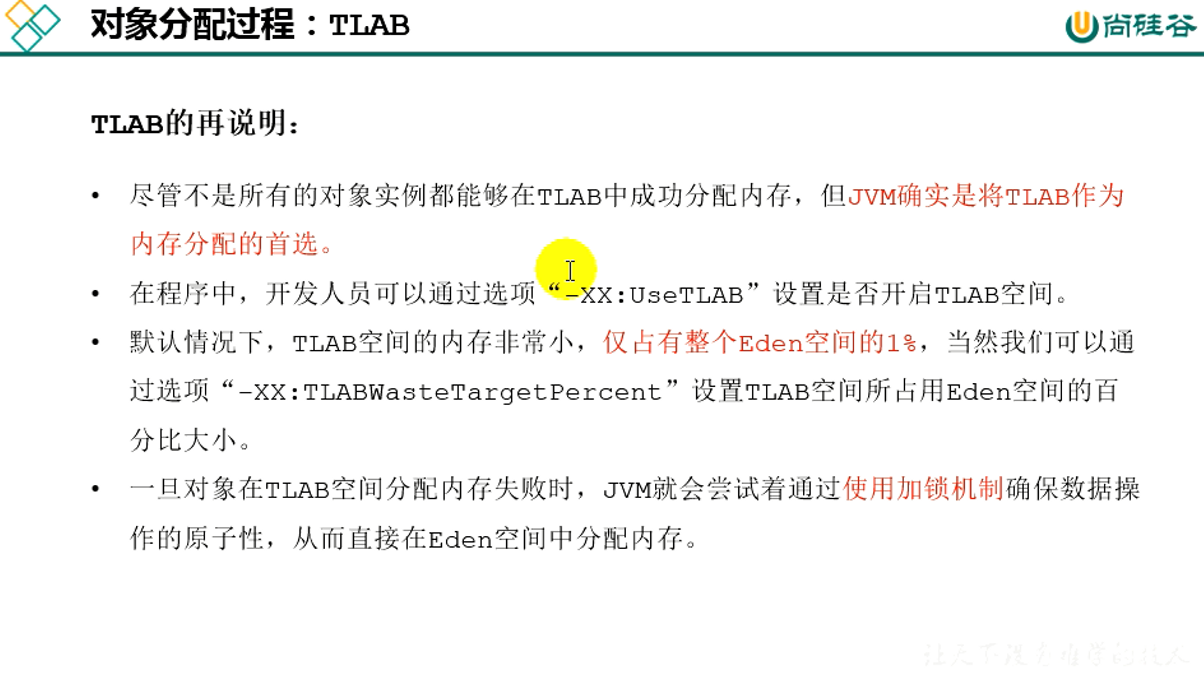 对象分配过程：TLAB
尚硅谷
TLAB的再说明：
• 尽管不是所有的对象实例都能够在TLAB中成功分配内存，但JVM确实是将TLAB作为
内存分配的首选。
• 在程序中，开发人员可以通过选项“-XX:UseTLAB”设置是否开启TLAB空间。
• 默认情况下，TLAB空间的内存非常小，仅占有整个Eden空间的1%，当然我们可以通
过选项“-XX:TLABWasteTargetPercent”设置TLAB空间所占用Eden空间的百
分比大小。
• 一旦对象在TLAB空间分配内存失败时，JVM就会尝试着通过使用加锁机制确保数据操
作的原子性，从而直接在Eden空间中分配内存。
让天下没有难学的技术